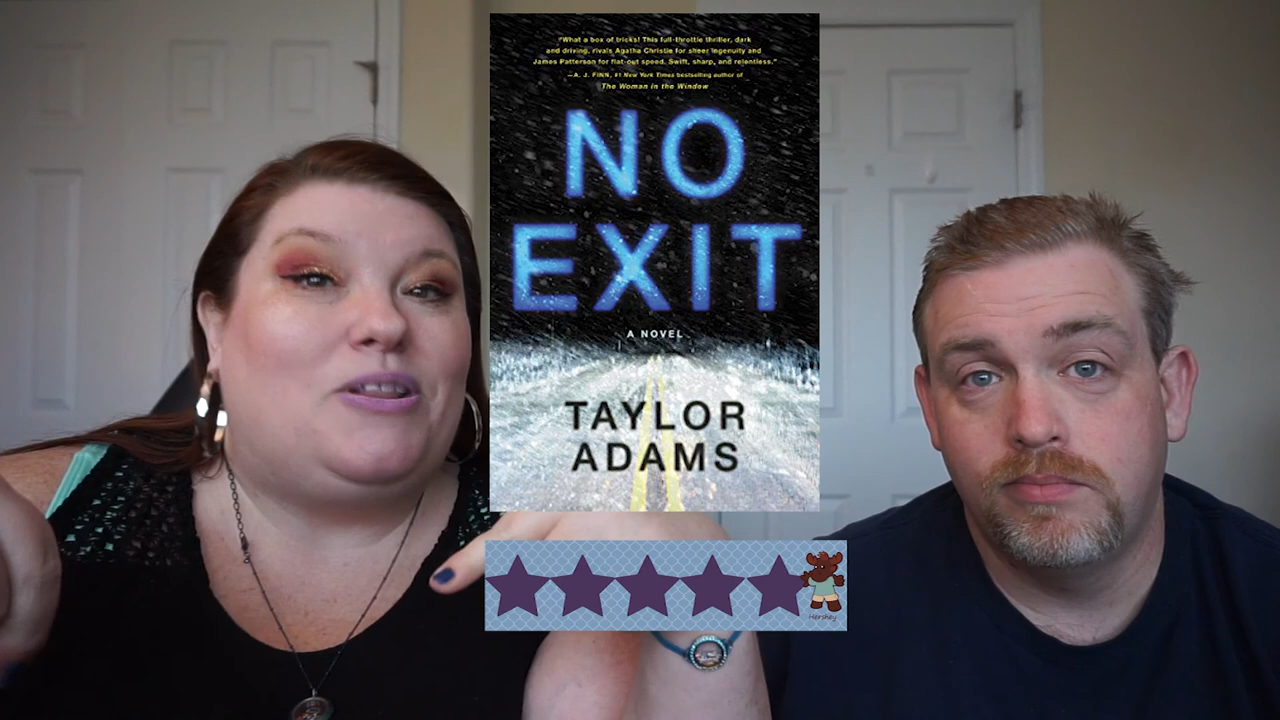 "What a box of tricks! This full-throttle thriller, dark
and driving, rivals Agatha Christie for sheer ingenuity and
James Patterson for flat-out speed. Swift, sharp, and relentless."
—A. J. FINN, #1 New York Times bestselling author of
The Woman in the Window
NO
EXIT
A NOVEL
TAYLOR
ADAMS
Hershey